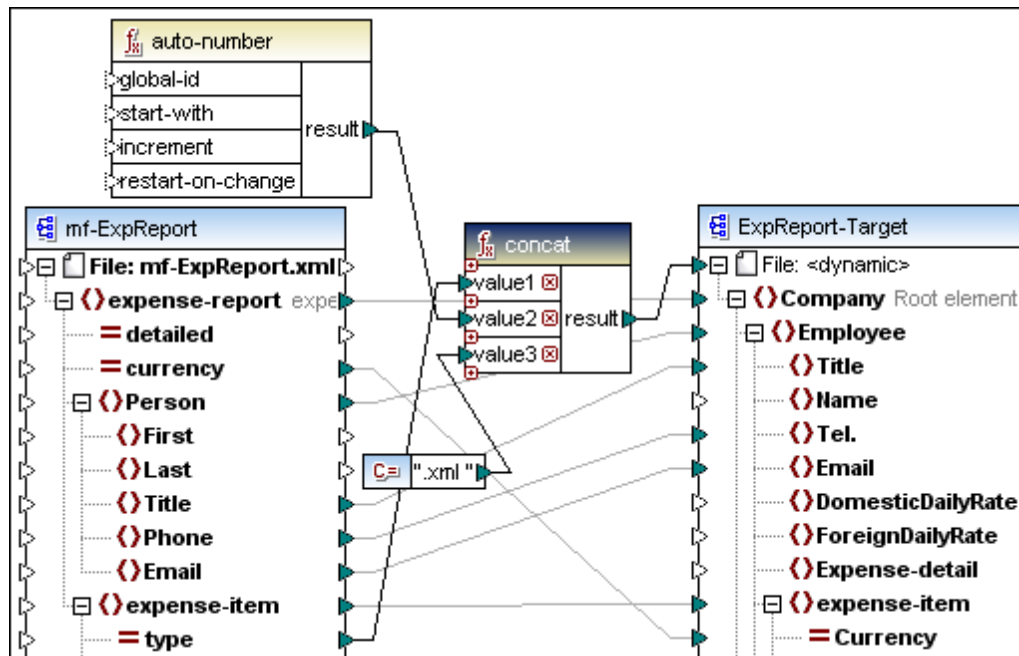 auto-number
global-id
start-with
result
increment
restart-on-change
mf-ExpReport
File: mf-ExpReport.xml
expense-report expe
detailed
currency
Person
First
Last
Title
Phone
Email
expense-item
type
concat
value1
value2 result
value3
C= ".xml "
ExpReport-Target
File: <dynamic>
Company Root element
Employee
Title
Name
Tel.
Email
DomesticDailyRate
ForeignDailyRate
Expense-detail
expense-item
Currency